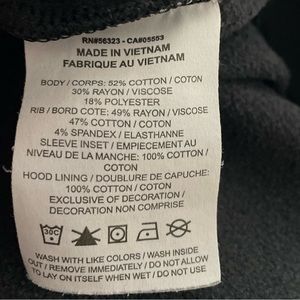 RN#56323 - CA#05553
MADE IN VIETNAM
FABRIQUE AU VIETNAM
BODY / CORPS: 52% COTTON / COTON
30% RAYON / VISCOSE
18% POLYESTER
RIB / BORD COTE: 49% RAYON / VISCOSE
47% COTTON / COTON
4% SPANDEX / ELASTHANNE
SLEEVE INSET / EMPIECEMENT AU
NIVEAU DE LA MANCHE: 100% COTTON /
COTON
HOOD LINING / DOUBLURE DE CAPUCHE:
100% COTTON / COTON
EXCLUSIVE OF DECORATION /
DECORATION NON COMPRISE
30C
WASH WITH LIKE COLORS / WASH INSIDE
OUT / REMOVE IMMEDIATELY / DO NOT ALLOW
TO LAY ON ITSELF WHEN WET / DO NOT USE